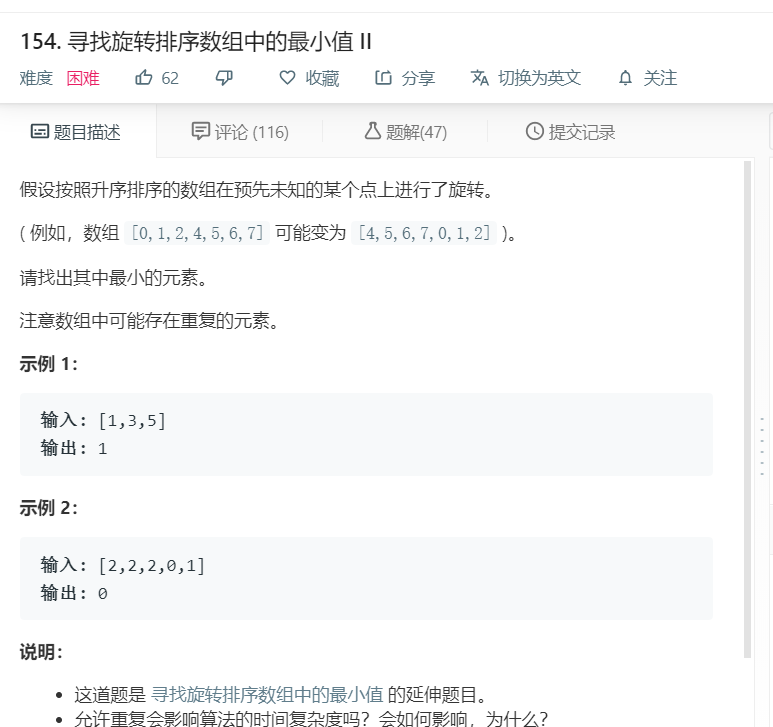 154. 寻找旋转排序数组中的最小值 II
难度 困难 62 收藏 分享 切换为英文 关注
题目描述 评论 (116) 题解(47) 提交记录
假设按照升序排序的数组在预先未知的某个点上进行了旋转。
( 例如，数组 [0,1,2,4,5,6,7] 可能变为 [4,5,6,7,0,1,2] )。
请找出其中最小的元素。
注意数组中可能存在重复的元素。
示例 1：
输入: [1,3,5]
输出: 1
示例 2：
输入: [2,2,2,0,1]
输出: 0
说明：
• 这道题是 寻找旋转排序数组中的最小值 的延伸题目。
• 允许重复会影响算法的时间复杂度吗？会如何影响，为什么？